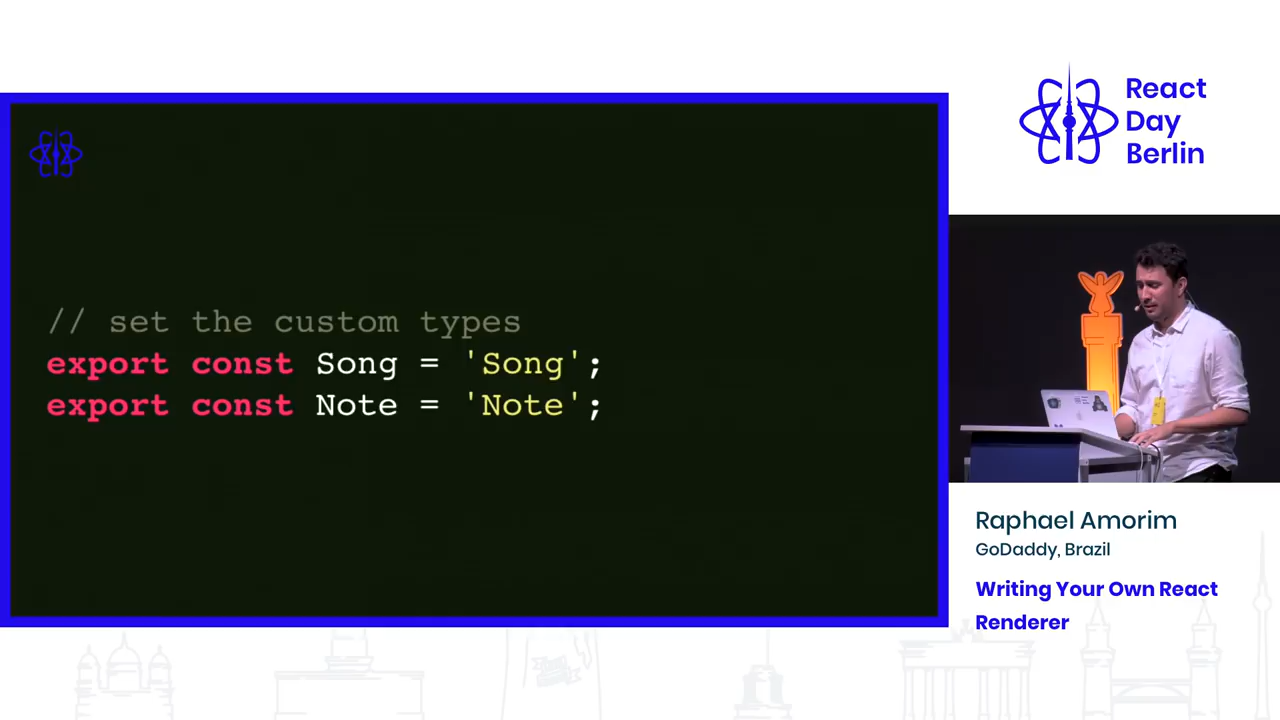 // set the custom types
export const Song = 'Song';
export const Note = 'Note';
React
Day
Berlin
Raphael Amorim
GoDaddy, Brazil
Writing Your Own React
Renderer